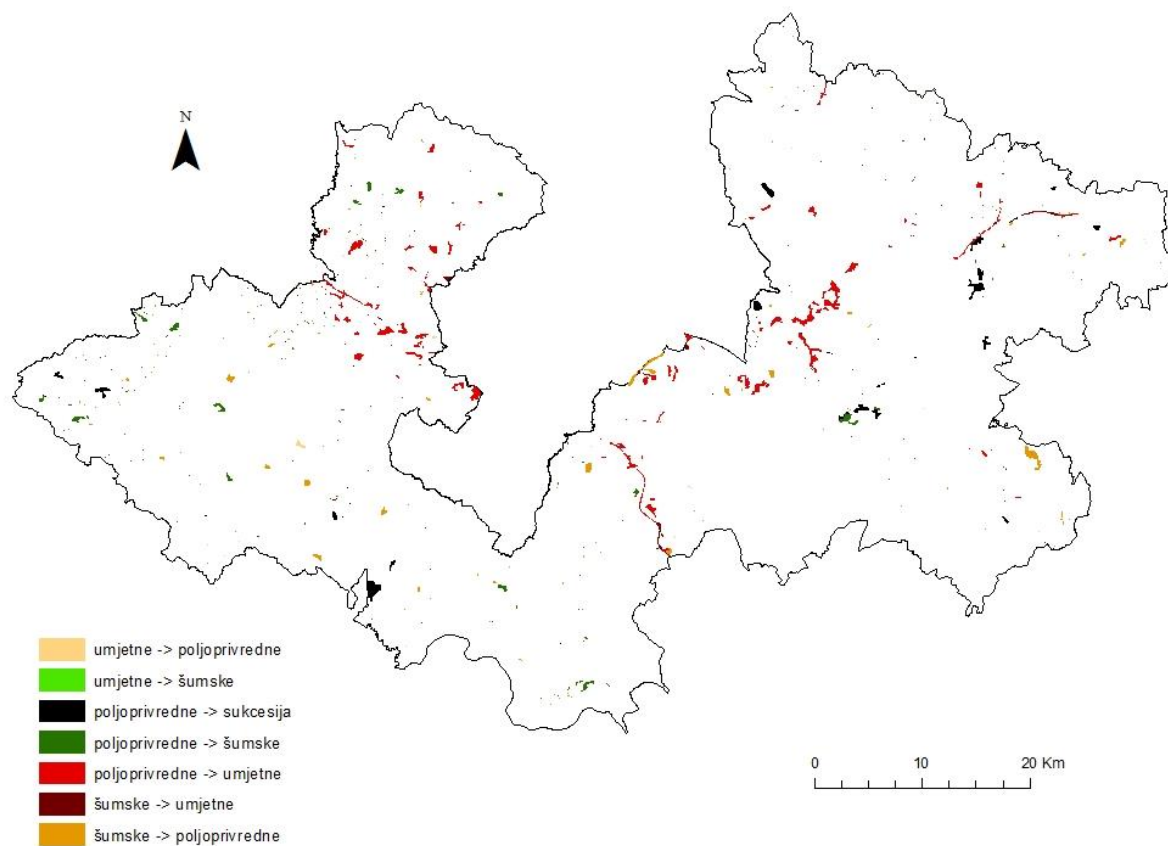 N
umjetne -> poljoprivredne
umjetne -> šumske
poljoprivredne -> sukcesija
poljoprivredne -> šumske
poljoprivredne -> umjetne
šumske -> umjetne
šumske -> poljoprivredne
0 10 20 Km